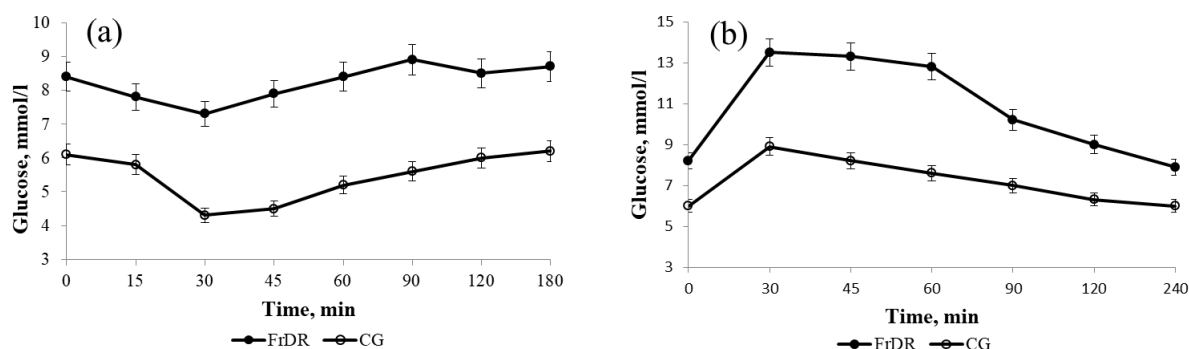 (a)
Glucose, mmol/l
10
9
8
7
6
5
4
3
0 15 30 45 60 90 120 180
Time, min
FrDR CG
(b)
Glucose, mmol/l
15
13
11
9
7
5
3
0 30 45 60 90 120 240
Time, min
FrDR CG